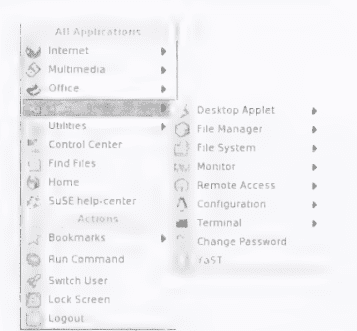 All Applications
Internet
Multimedia
Office
Utilities
Control Center
Find Files
Home
SuSE help-center
Actions
Bookmarks
Run Command
Switch User
Lock Screen
Logout
Desktop Applet
File Manager
File System
Monitor
Remote Access
Configuration
Terminal
Change Password
YaST